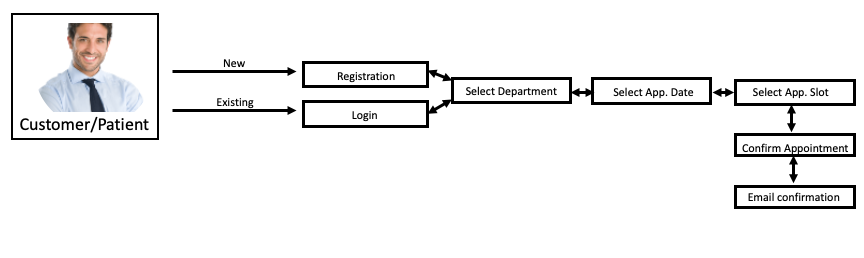 New
Registration
Existing
Login
Customer/Patient
Select Department
Select App. Date
Select App. Slot
Confirm Appointment
Email confirmation